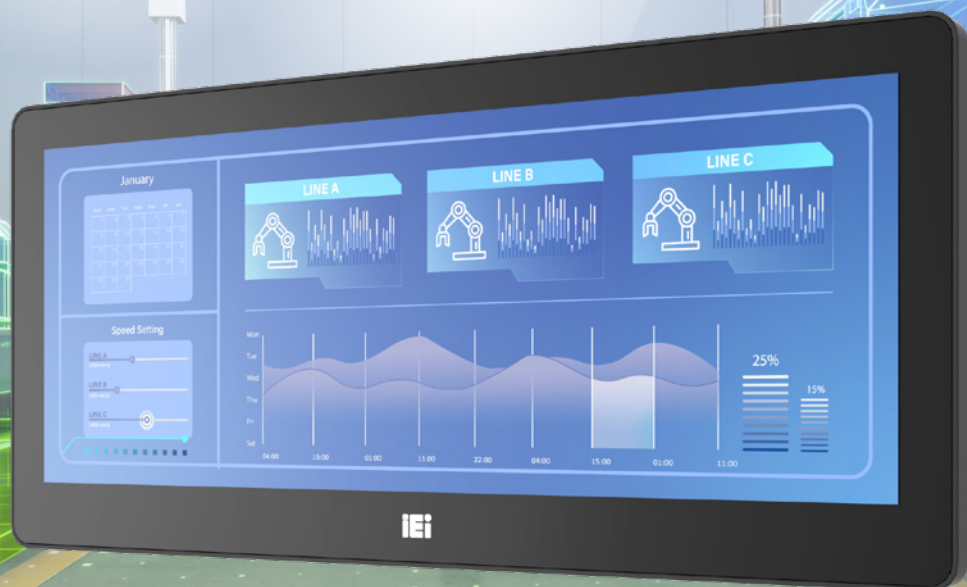 January
Speed Setting
LINE A
LINE B
LINE C
LINE A
LINE B
LINE C
Mon
Tue
Wed
Thu
Fri
Sat
04:00
15:00
01:00
11:00
22:00
04:00
15:00
01:00
11:00
25%
15%
iEi